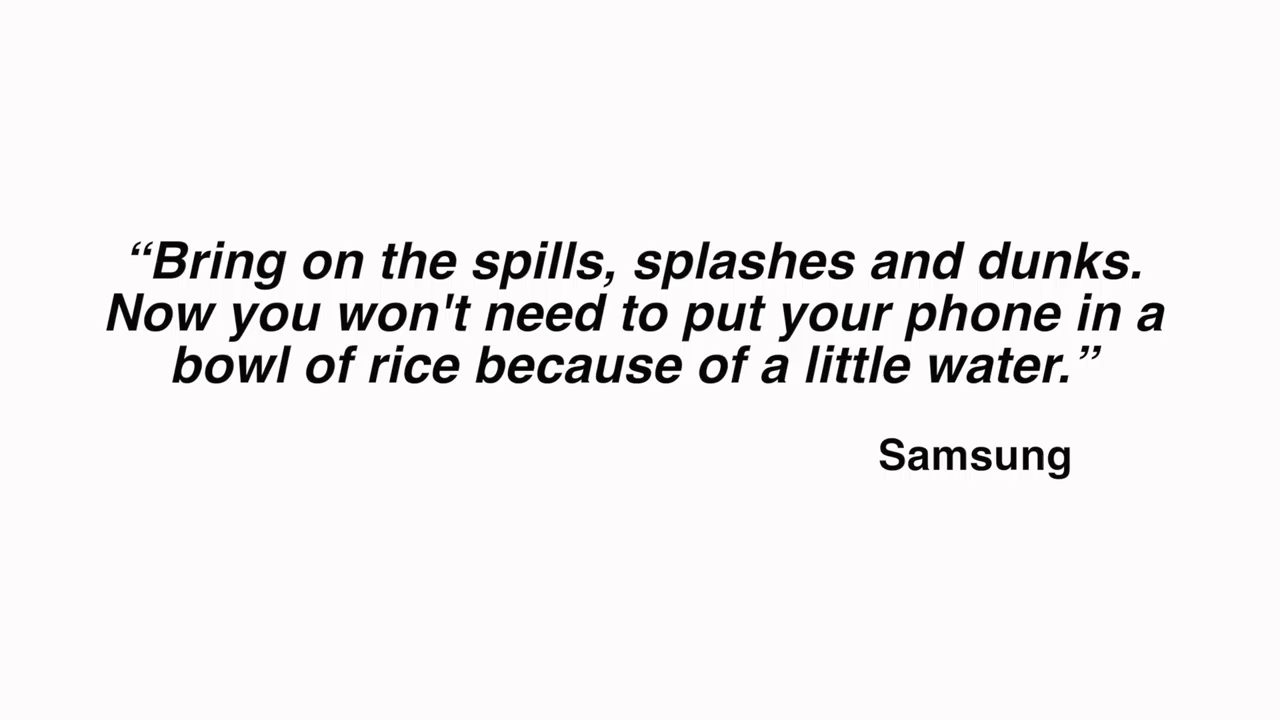 “Bring on the spills, splashes and dunks.
Now you won't need to put your phone in a
bowl of rice because of a little water.”
Samsung